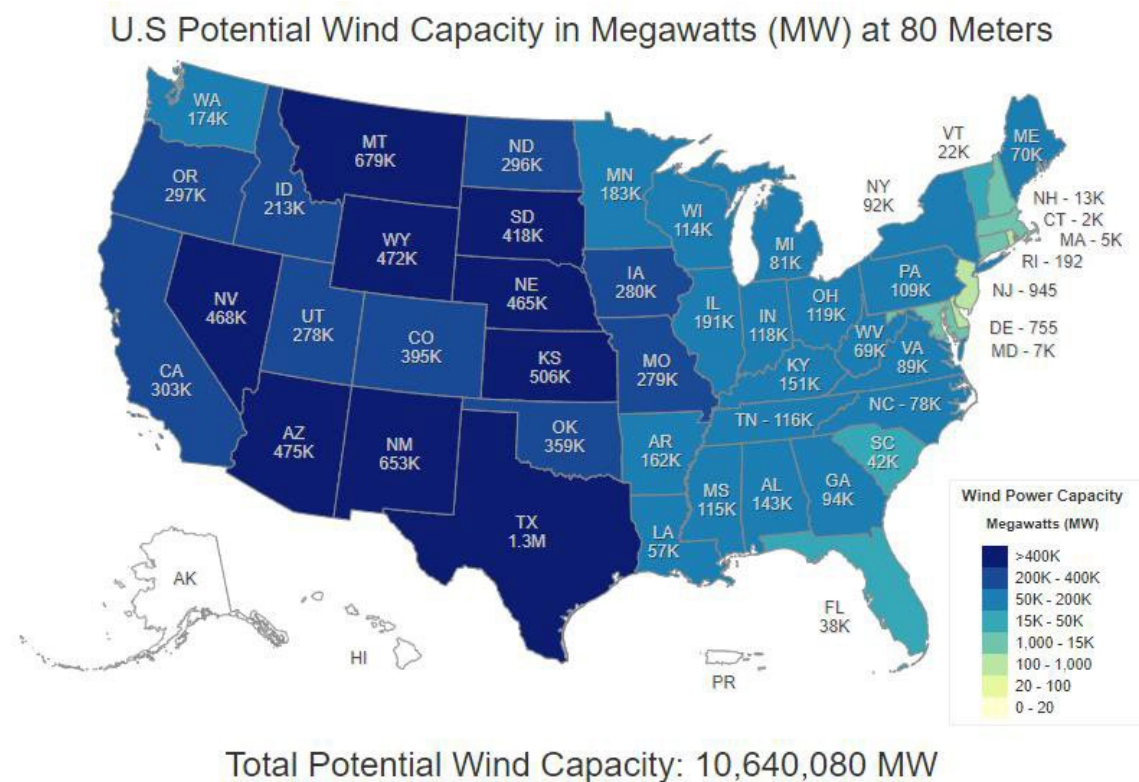 U.S Potential Wind Capacity in Megawatts (MW) at 80 Meters
WA
174K
MT
679K
ND
296K
MN
183K
VT
22K
ME
70K
OR
297K
ID
213K
SD
418K
WI
114K
NY
92K
NH - 13K
CT - 2K
MA - 5K
RI - 192
WY
472K
MI
81K
NV
468K
UT
278K
CO
395K
NE
465K
IA
280K
IL
191K
IN
118K
OH
119K
PA
109K
NJ - 945
DE - 755
MD - 7K
CA
303K
KS
506K
MO
279K
KY
151K
WV
69K
VA
89K
AZ
475K
NM
653K
OK
359K
AR
162K
TN - 116K
NC - 78K
SC
42K
TX
1.3M
LA
57K
MS
115K
AL
143K
GA
94K
FL
38K
AK
HI
PR
Wind Power Capacity
Megawatts (MW)
>400K
200K - 400K
50K - 200K
15K - 50K
1,000 - 15K
100 - 1,000
20 - 100
0 - 20
Total Potential Wind Capacity: 10,640,080 MW